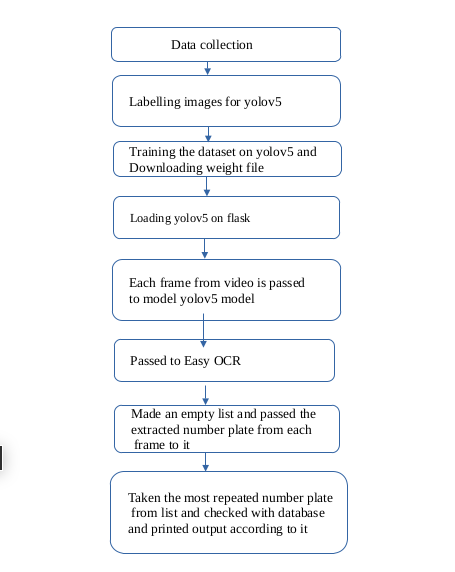 Data collection
Labelling images for yolov5
Training the dataset on yolov5 and
Downloading weight file
Loading yolov5 on flask
Each frame from video is passed
to model yolov5 model
Passed to Easy OCR
Made an empty list and passed the
extracted number plate from each
frame to it
Taken the most repeated number plate
from list and checked with database
and printed output according to it